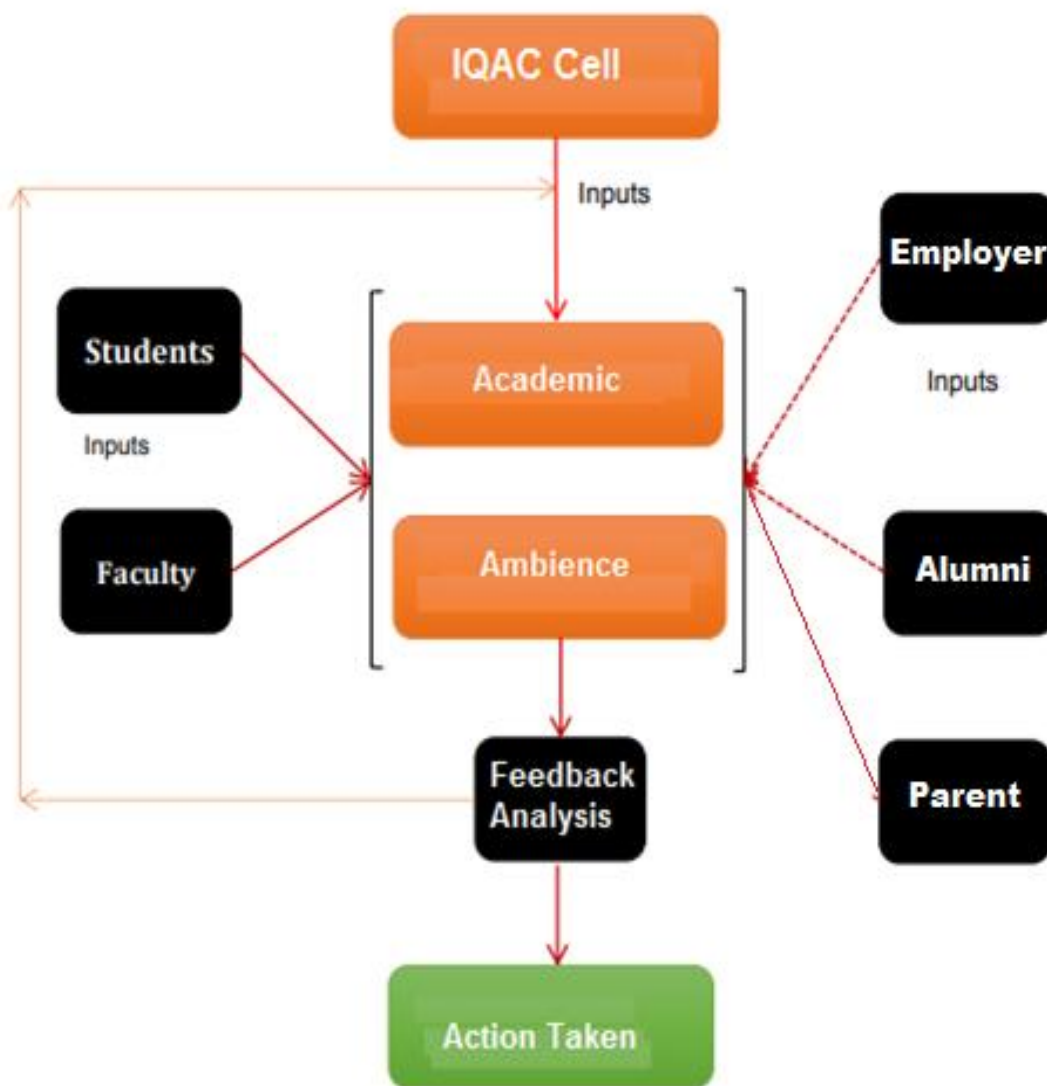 IQAC Cell
Inputs
Employer
Students
Academic
Inputs
Inputs
Faculty
Ambience
Alumni
Feedback
Analysis
Parent
Action Taken